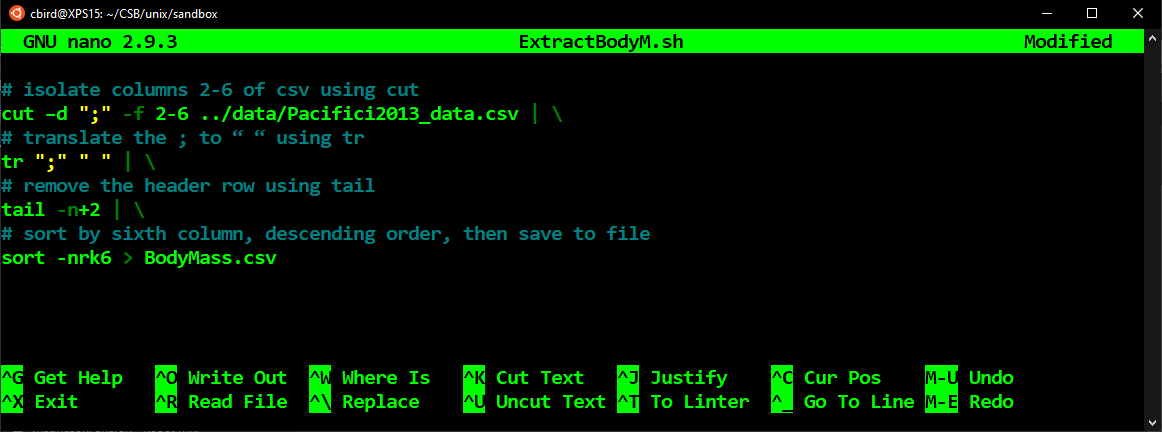 cbird@XPS15: ~/CSB/unix/sandbox
GNU nano 2.9.3 ExtractBodyM.sh Modified
# isolate columns 2-6 of csv using cut
cut –d ";" -f 2-6 ../data/Pacifici2013_data.csv | \
# translate the ; to “ “ using tr
tr ";" " " | \
# remove the header row using tail
tail -n+2 | \
# sort by sixth column, descending order, then save to file
sort -nrk6 > BodyMass.csv
^G Get Help ^O Write Out ^W Where Is ^K Cut Text ^J Justify ^C Cur Pos M-U Undo
^X Exit ^R Read File ^\ Replace ^U Uncut Text ^T To Linter ^_ Go To Line M-E Redo